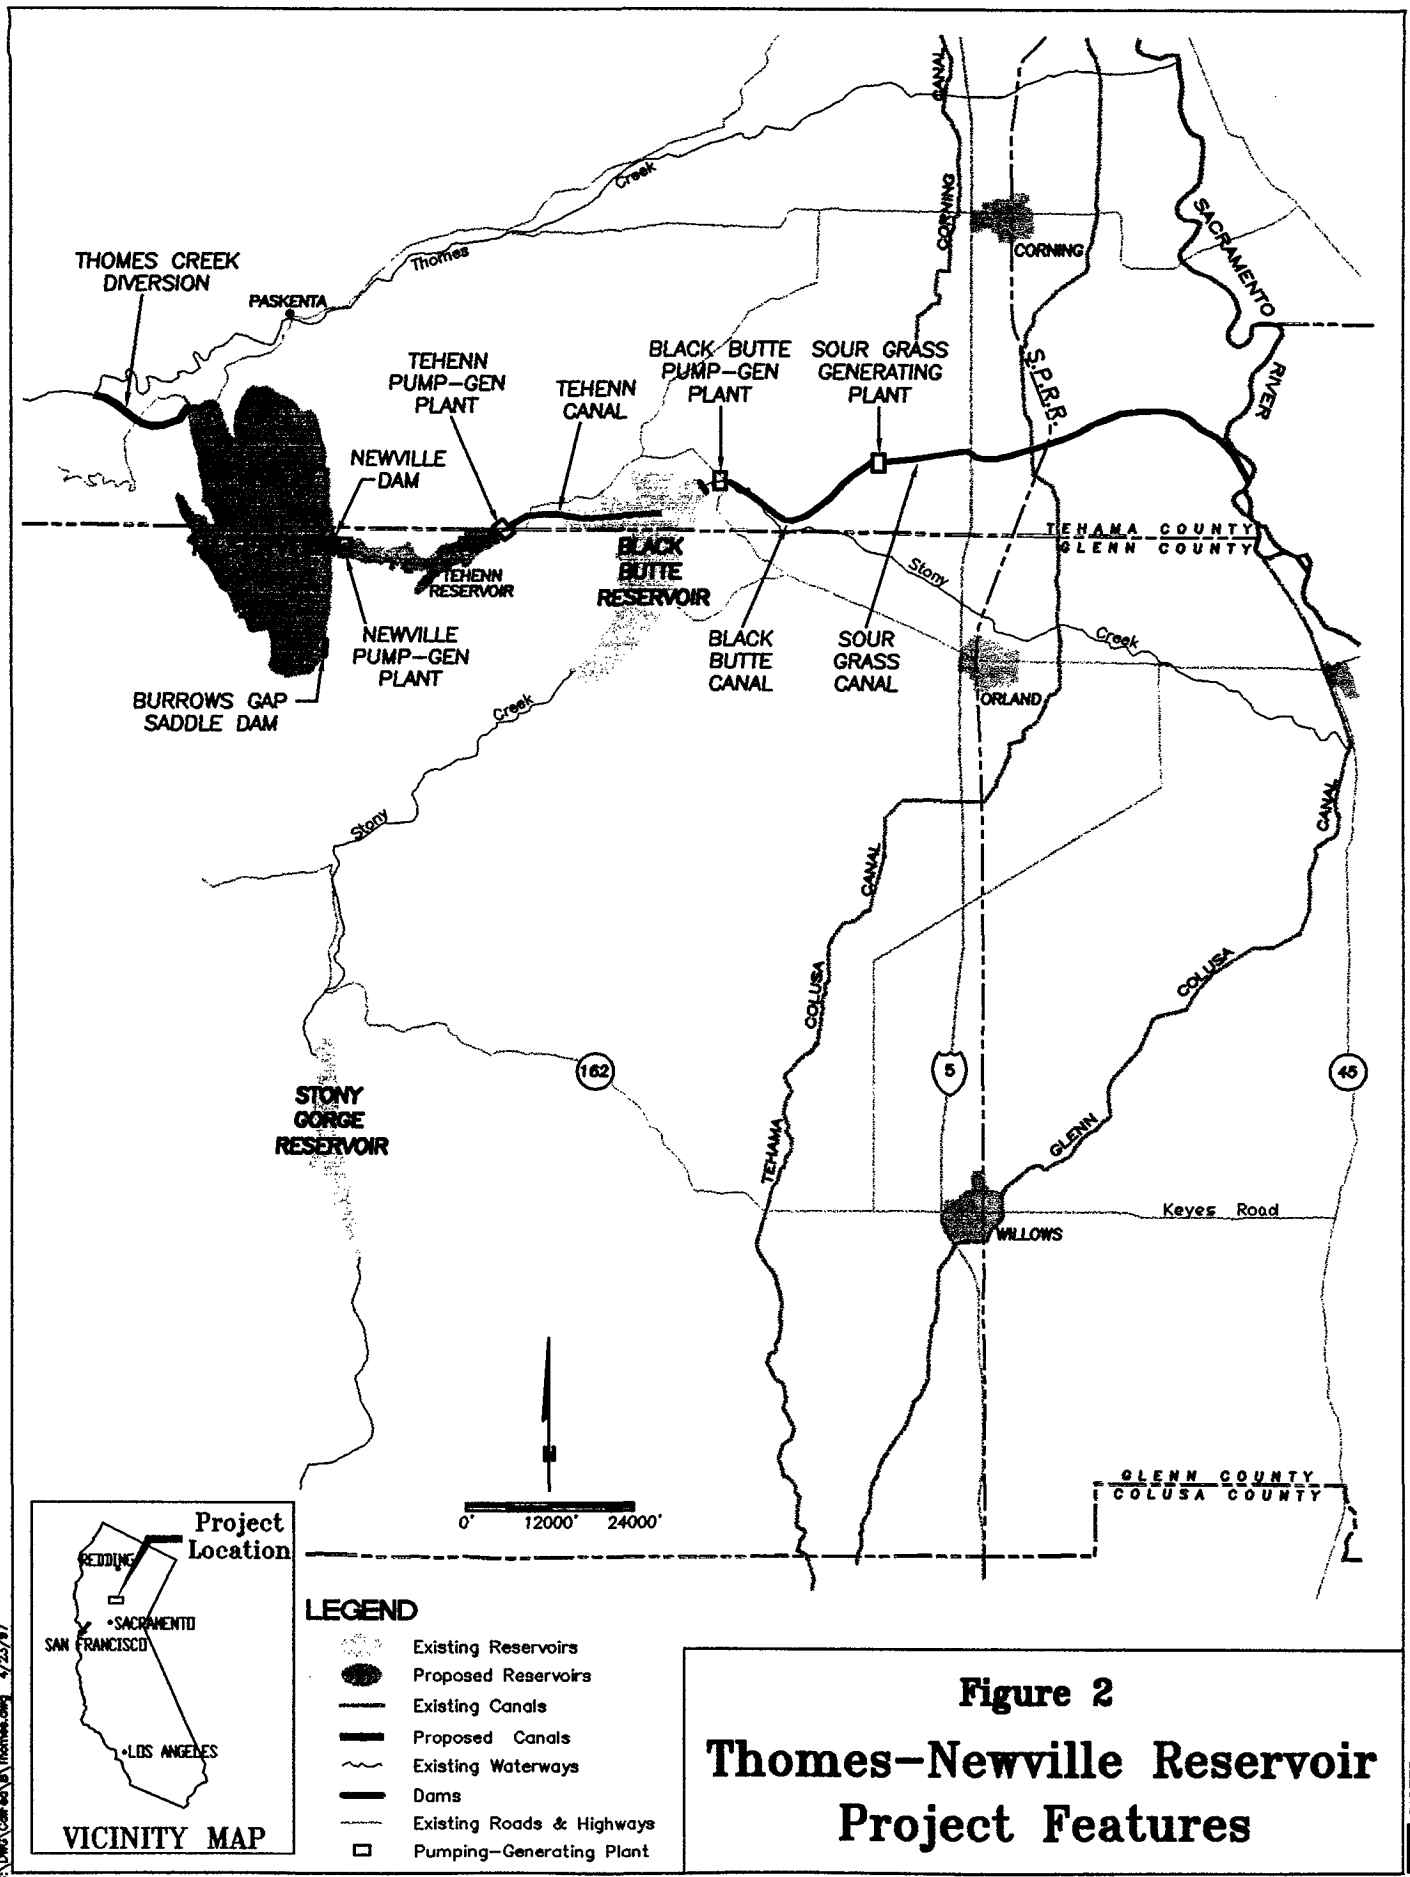 CANAL
CORNING
Creek
Thomes
CORNING
SACRAMENTO
RIVER
THOMES CREEK
DIVERSION
PASKENTA
TEHENN
PUMP-GEN
PLANT
TEHENN
CANAL
BLACK BUTTE
PUMP-GEN
PLANT
SOUR GRASS
GENERATING
PLANT
S.P.R.R.
NEWVILLE
DAM
TEHAMA COUNTY
GLENN COUNTY
BLACK
BUTTE
RESERVOIR
TEHENN
RESERVOIR
Stony
Creek
NEWVILLE
PUMP-GEN
PLANT
BLACK
BUTTE
CANAL
SOUR
GRASS
CANAL
BURROWS GAP
SADDLE DAM
ORLAND
Creek
Stony
CANAL
COLUSA
TEHAMA
CANAL
COLUSA
GLENN
162
5
45
STONY
GORGE
RESERVOIR
Keyes Road
WILLOWS
N
0'
12000'
24000'
GLENN COUNTY
COLUSA COUNTY
Project
Location
REDDING
SACRAMENTO
SAN FRANCISCO
LOS ANGELES
VICINITY MAP
LEGEND
Existing Reservoirs
Proposed Reservoirs
Existing Canals
Proposed Canals
Existing Waterways
Dams
Existing Roads & Highways
Pumping-Generating Plant
Figure 2
Thomes-Newville Reservoir
Project Features